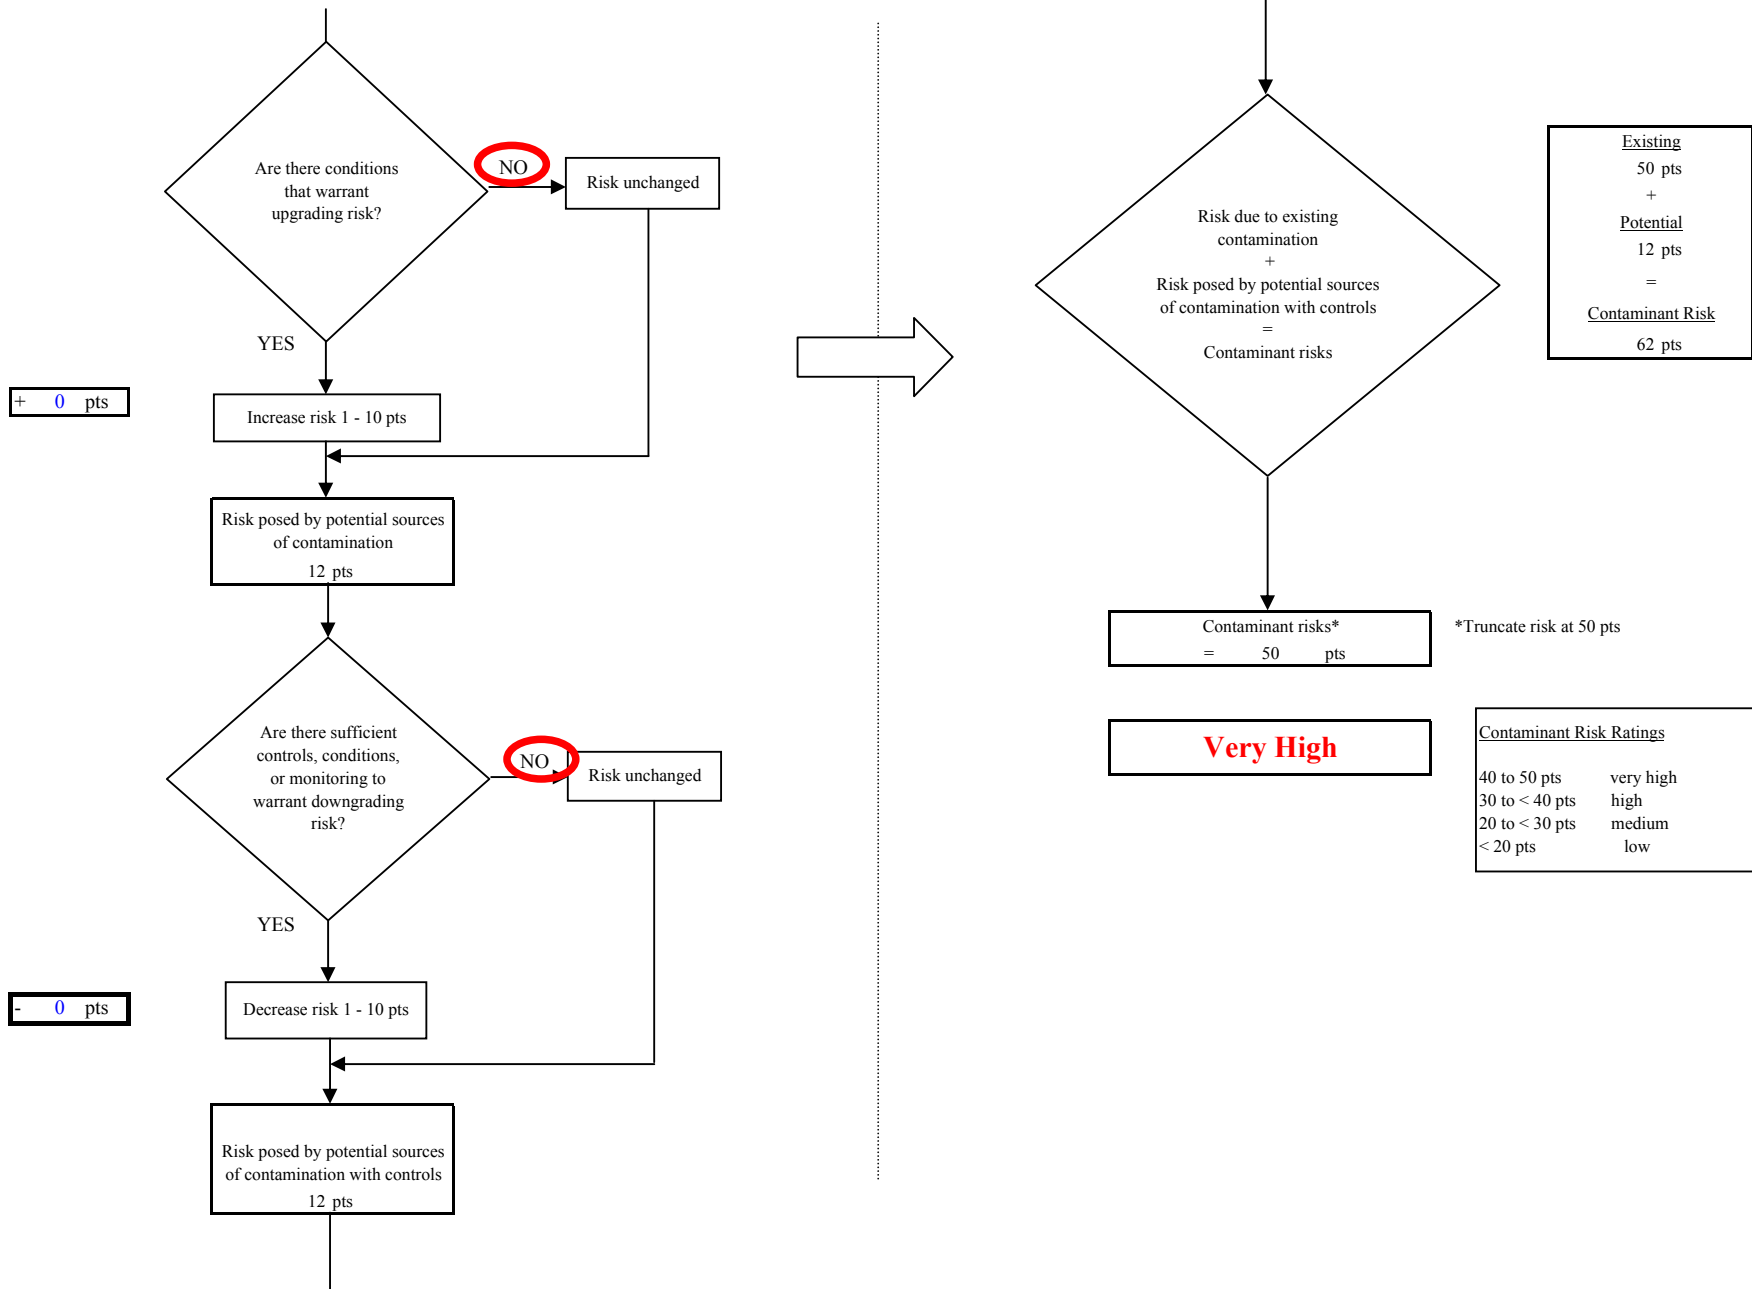 Are there conditions
that warrant
upgrading risk?
NO
Risk unchanged
YES
+ 0 pts
Increase risk 1 - 10 pts
Risk posed by potential sources
of contamination
12 pts
Are there sufficient
controls, conditions,
or monitoring to
warrant downgrading
risk?
NO
Risk unchanged
YES
- 0 pts
Decrease risk 1 - 10 pts
Risk posed by potential sources
of contamination with controls
12 pts
Risk due to existing
contamination
+
Risk posed by potential sources
of contamination with controls
=
Contaminant risks
Existing
50 pts
+
Potential
12 pts
=
Contaminant Risk
62 pts
Contaminant risks*
= 50 pts
*Truncate risk at 50 pts
Very High
Contaminant Risk Ratings
40 to 50 pts very high
30 to < 40 pts high
20 to < 30 pts medium
< 20 pts low